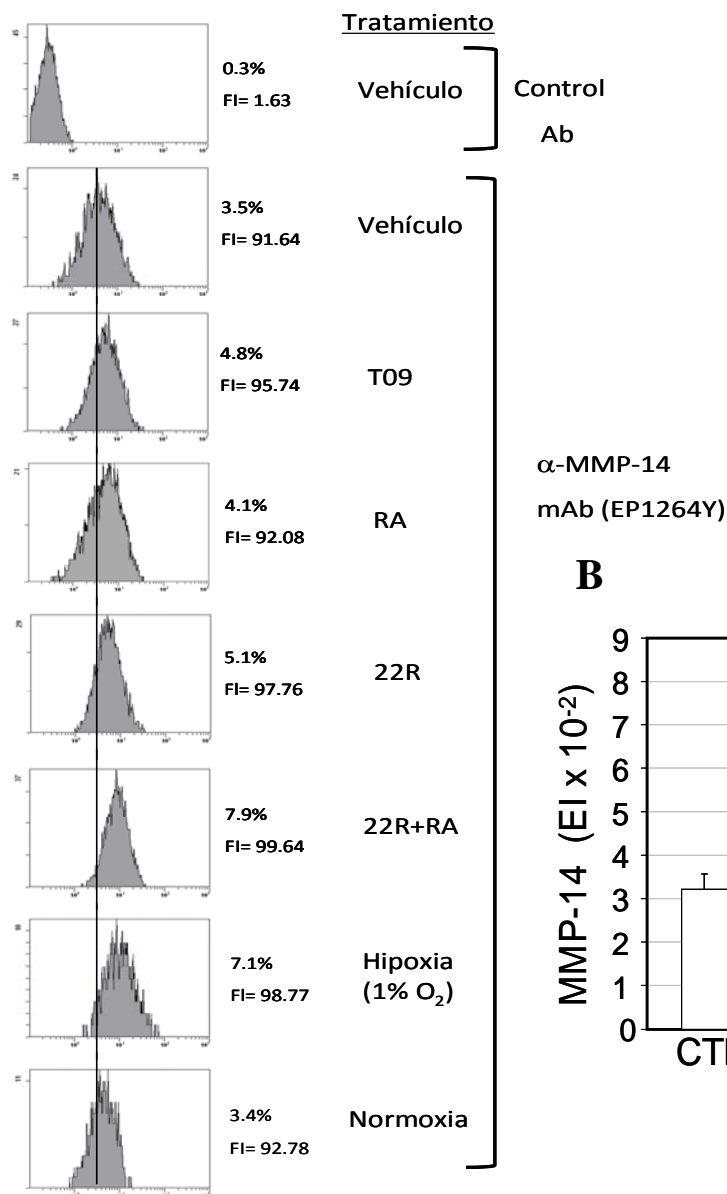 Tratamiento
0.3%
FI= 1.63
Vehículo
Control
Ab
3.5%
FI= 91.64
Vehículo
4.8%
FI= 95.74
T09
4.1%
FI= 92.08
RA
α-MMP-14
mAb (EP1264Y)
5.1%
FI= 97.76
22R
7.9%
FI= 99.64
22R+RA
7.1%
FI= 98.77
Hipoxia
(1% O₂)
3.4%
FI= 92.78
Normoxia
B
MMP-14 (EI x 10⁻²)
9
8
7
6
5
4
3
2
1
0